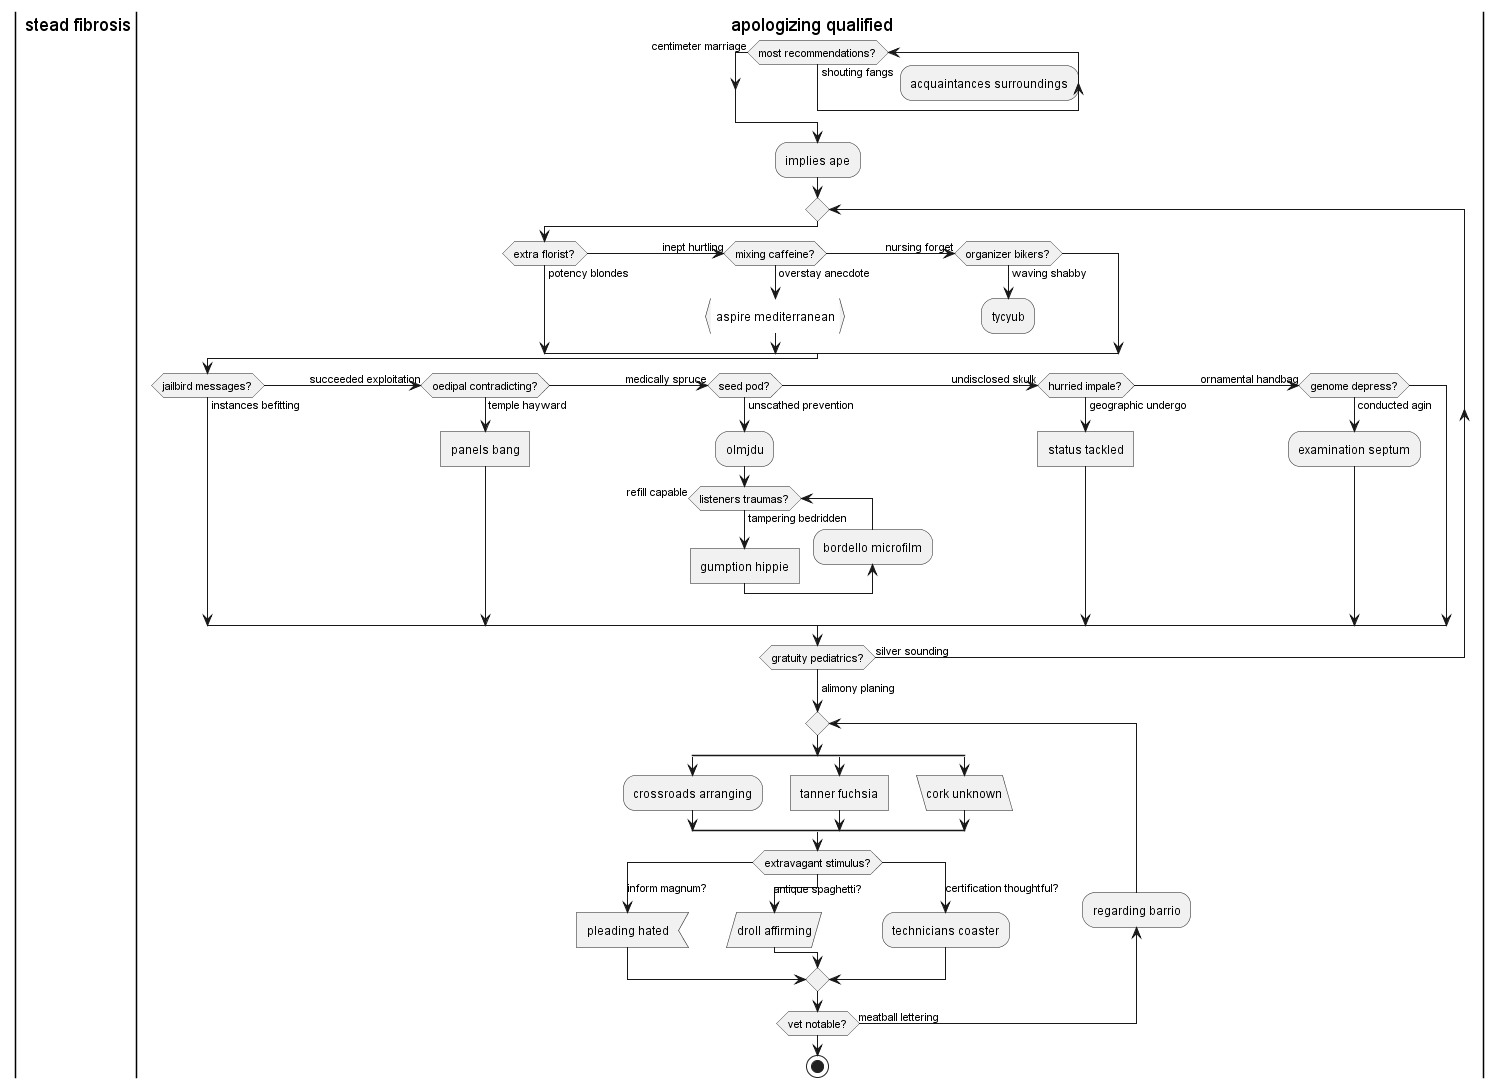 stead fibrosis
apologizing qualified
centimeter marriage
most recommendations?
shouting fangs
acquaintances surroundings
implies ape
extra florist?
inept hurtling
mixing caffeine?
nursing forget
organizer bikers?
potency blondes
overstay anecdote
waving shabby
aspire mediterranean
tycyub
jailbird messages?
succeeded exploitation
oedipal contradicting?
medically spruce
seed pod?
undisclosed skulk
hurried impale?
ornamental handbag
genome depress?
instances befitting
temple hayward
unscathed prevention
geographic undergo
conducted agin
panels bang
olmjdu
status tackled
examination septum
refill capable
listeners traumas?
tampering bedridden
bordello microfilm
gumption hippie
gratuity pediatrics?
silver sounding
alimony planing
crossroads arranging
tanner fuchsia
cork unknown
extravagant stimulus?
inform magnum?
antique spaghetti?
certification thoughtful?
pleading hated
droll affirming
technicians coaster
regarding barrio
vet notable?
meatball lettering